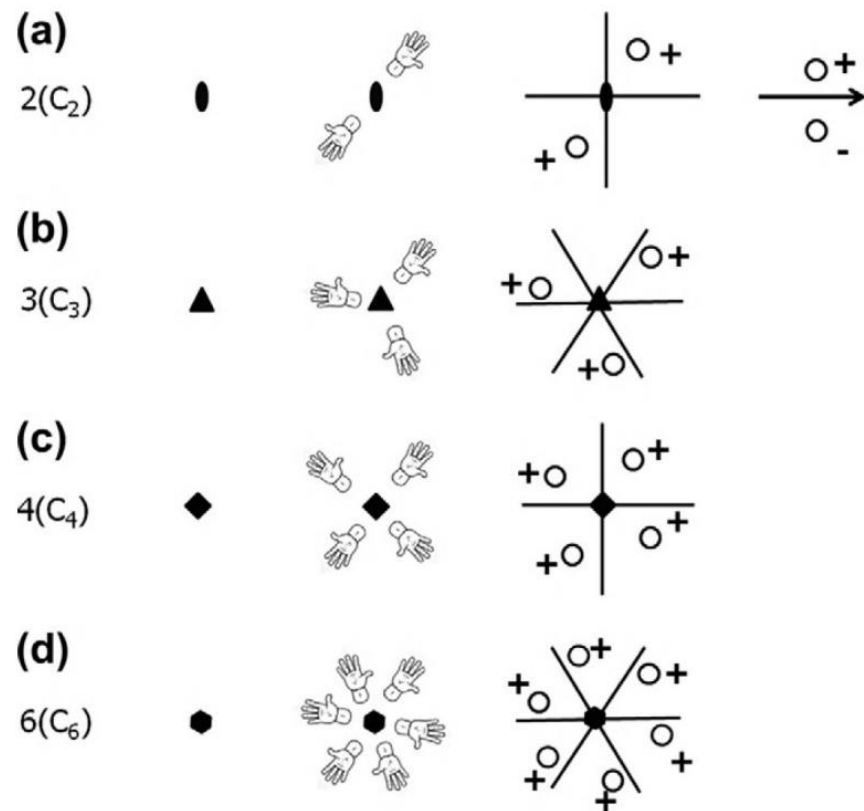 (a)
2(C₂)
+
+
+
-
(b)
3(C₃)
+
+
+
(c)
4(C₄)
+
+
+
+
(d)
6(C₆)
+
+
+
+
+
+